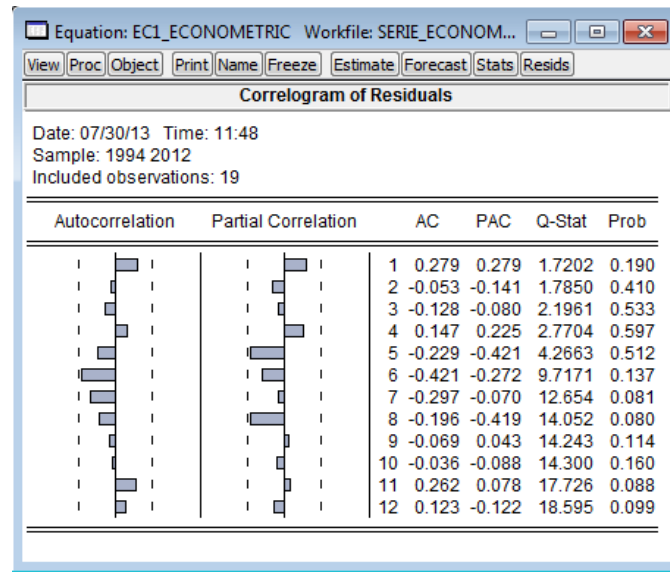 Equation: EC1_ECONOMETRIC Workfile: SERIE_ECONOM...
View Proc Object Print Name Freeze Estimate Forecast Stats Resids
Correlogram of Residuals
Date: 07/30/13 Time: 11:48
Sample: 1994 2012
Included observations: 19
Autocorrelation Partial Correlation AC PAC Q-Stat Prob
1 0.279 0.279 1.7202 0.190
2 -0.053 -0.141 1.7850 0.410
3 -0.128 -0.080 2.1961 0.533
4 0.147 0.225 2.7704 0.597
5 -0.229 -0.421 4.2663 0.512
6 -0.421 -0.272 9.7171 0.137
7 -0.297 -0.070 12.654 0.081
8 -0.196 -0.419 14.052 0.080
9 -0.069 0.043 14.243 0.114
10 -0.036 -0.088 14.300 0.160
11 0.262 0.078 17.726 0.088
12 0.123 -0.122 18.595 0.099